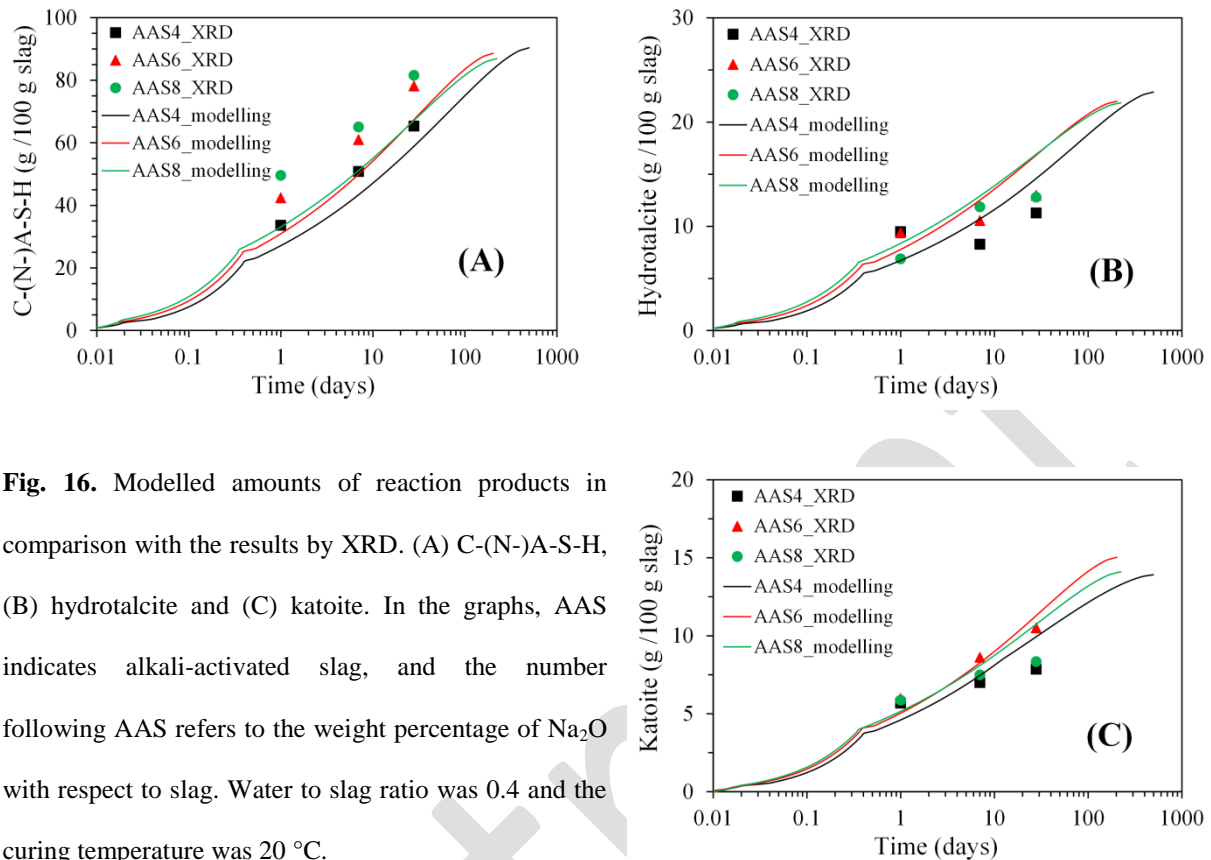 100
80
60
40
20
0
C-(N-)A-S-H (g /100 g slag)
AAS4_XRD
AAS6_XRD
AAS8_XRD
AAS4_modelling
AAS6_modelling
AAS8_modelling
(A)
0.01 0.1 1 10 100 1000
Time (days)
30
20
10
0
Hydrotalcite (g /100 g slag)
AAS4_XRD
AAS6_XRD
AAS8_XRD
AAS4_modelling
AAS6_modelling
AAS8_modelling
(B)
0.01 0.1 1 10 100 1000
Time (days)
Fig. 16. Modelled amounts of reaction products in
comparison with the results by XRD. (A) C-(N-)A-S-H,
(B) hydrotalcite and (C) katoite. In the graphs, AAS
indicates alkali-activated slag, and the number
following AAS refers to the weight percentage of Na₂O
with respect to slag. Water to slag ratio was 0.4 and the
curing temperature was 20 °C.
20
15
10
5
0
Katoite (g /100 g slag)
AAS4_XRD
AAS6_XRD
AAS8_XRD
AAS4_modelling
AAS6_modelling
AAS8_modelling
(C)
0.01 0.1 1 10 100 1000
Time (days)